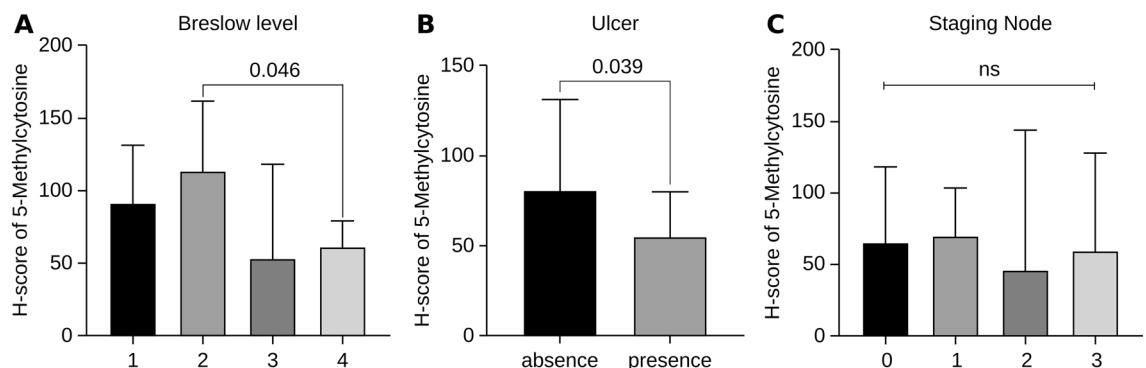 A
Breslow level
H-score of 5-Methylcytosine
200
150
100
50
0
0.046
1 2 3 4
B
Ulcer
H-score of 5-Methylcytosine
150
100
50
0
0.039
absence presence
C
Staging Node
H-score of 5-Methylcytosine
200
150
100
50
0
ns
0 1 2 3